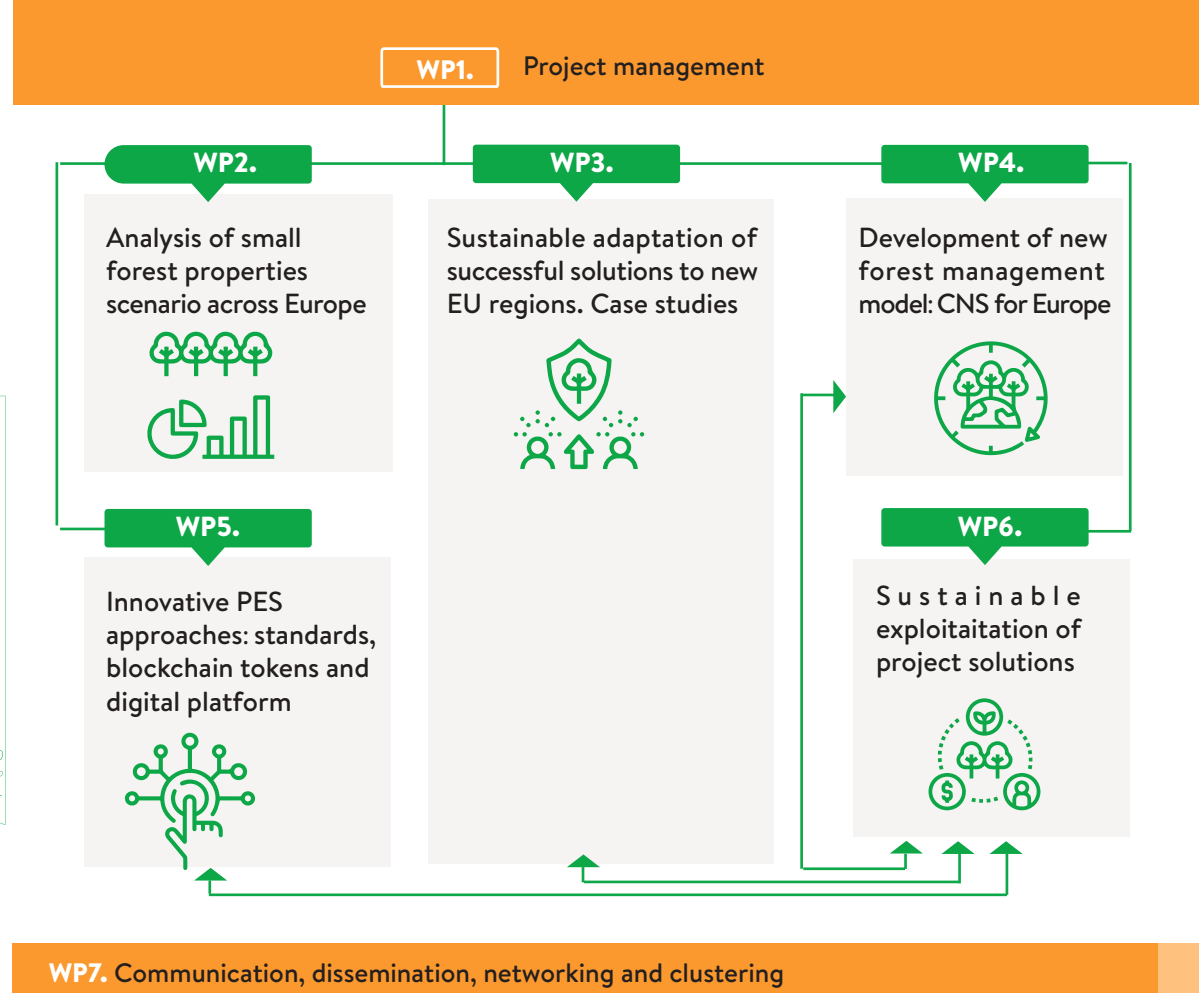 WP1. Project management
WP2.
Analysis of small
forest properties
scenario across Europe
WP3.
Sustainable adaptation of
successful solutions to new
EU regions. Case studies
WP4.
Development of new
forest management
model: CNS for Europe
WP5.
Innovative PES
approaches: standards,
blockchain tokens and
digital platform
WP6.
Sustainable
exploitaitation of
project solutions
$
WP7. Communication, dissemination, networking and clustering